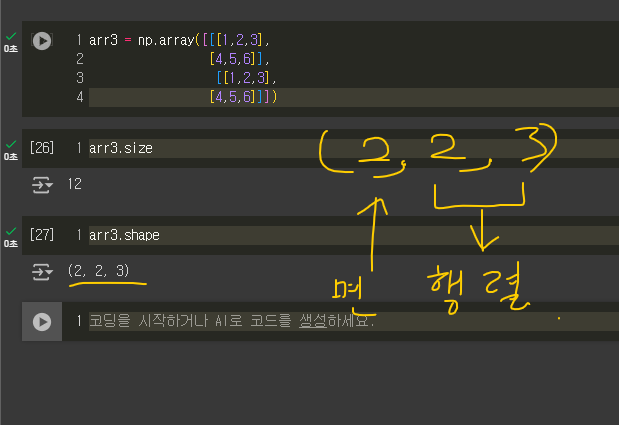 0초
1 arr3 = np.array([[[1,2,3],
2 [4,5,6]],
3 [[1,2,3],
4 [4,5,6]]])
0초
[26] 1 arr3.size
12
(2, 2, 3)
0초
[27] 1 arr3.shape
(2, 2, 3)
면 행 렬
1 코딩을 시작하거나 AI로 코드를 생성하세요.